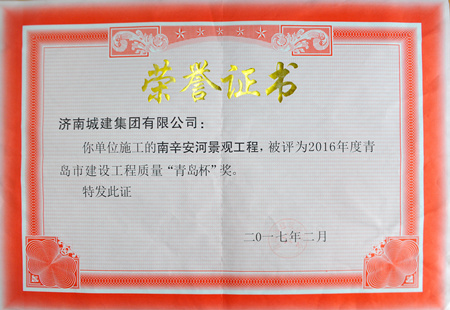 荣誉证书
济南城建集团有限公司：
你单位施工的南辛安河景观工程，被评为2016年度青
岛市建设工程质量“青岛杯”奖。
特发此证
二〇一七年二月